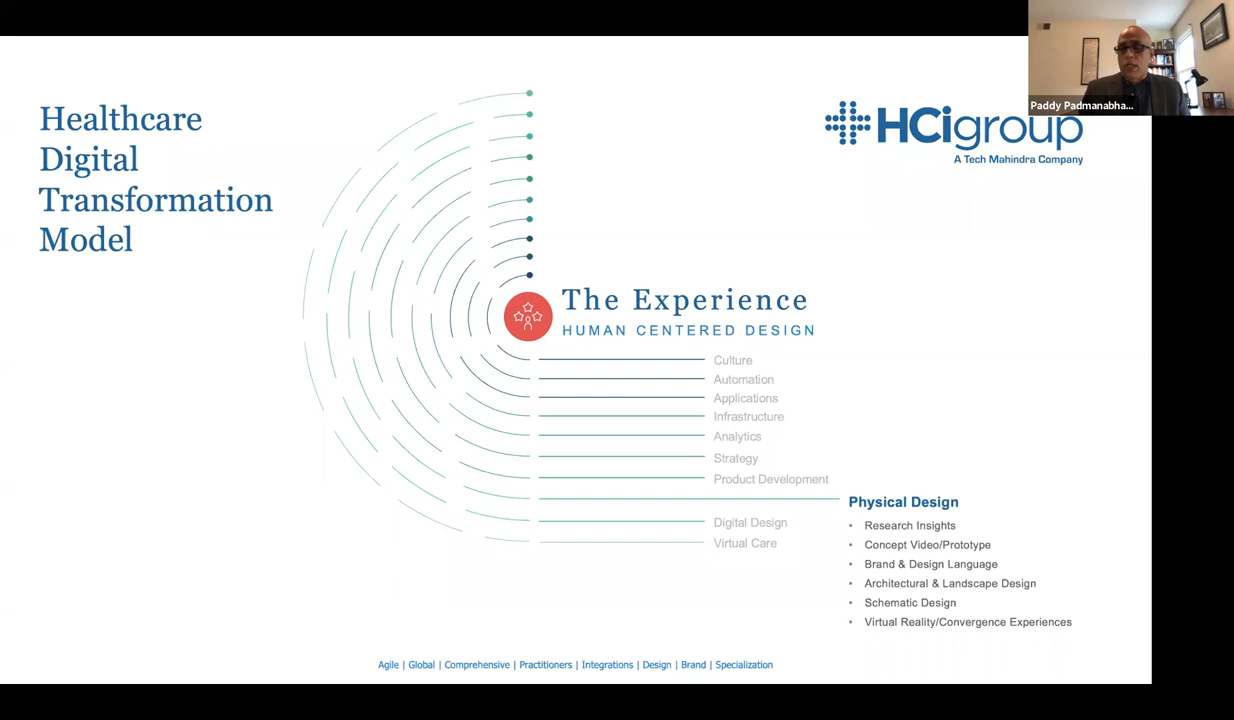 Healthcare
Digital
Transformation
Model
HCigroup
A Tech Mahindra Company
Paddy Padmanabha...
The Experience
HUMAN CENTERED DESIGN
Culture
Automation
Applications
Infrastructure
Analytics
Strategy
Product Development
Physical Design
• Research Insights
• Concept Video/Prototype
• Brand & Design Language
• Architectural & Landscape Design
• Schematic Design
• Virtual Reality/Convergence Experiences
Digital Design
Virtual Care
Agile | Global | Comprehensive | Practitioners | Integrations | Design | Brand | Specialization